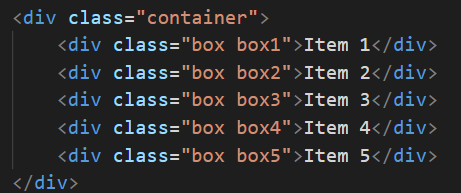 <div class="container">
    <div class="box box1">Item 1</div>
    <div class="box box2">Item 2</div>
    <div class="box box3">Item 3</div>
    <div class="box box4">Item 4</div>
    <div class="box box5">Item 5</div>
</div>